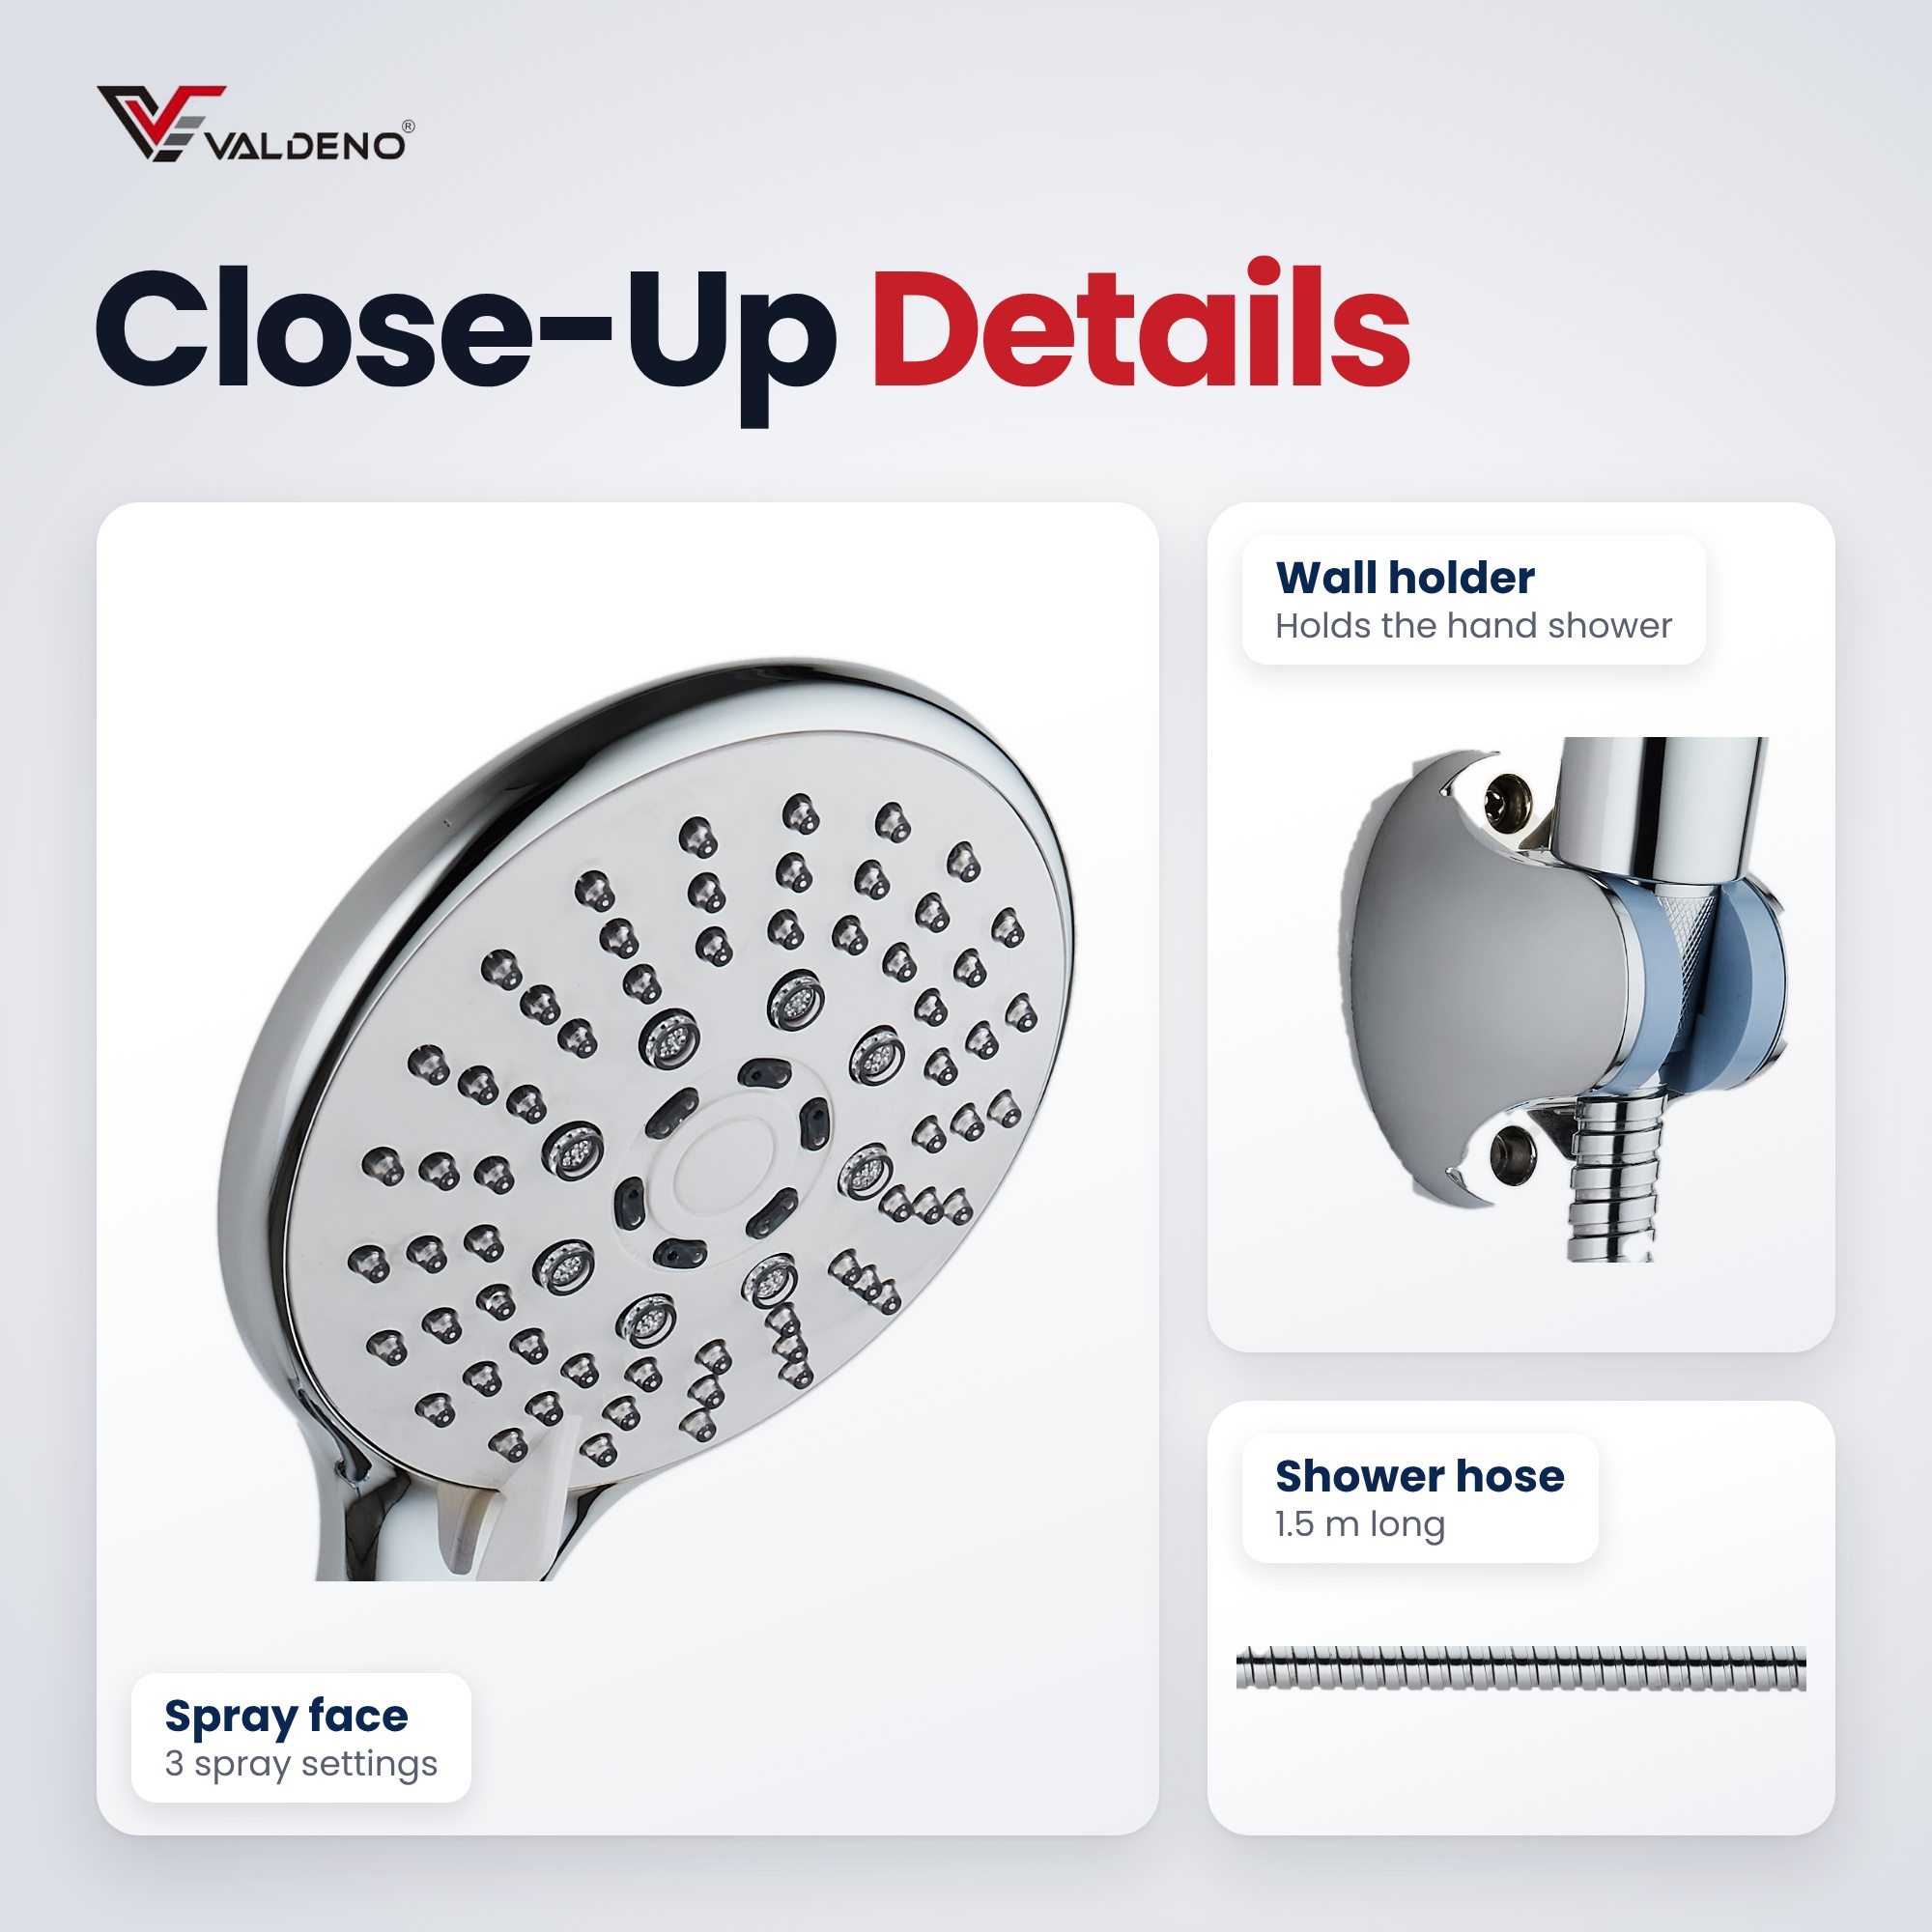 VALDENO®
Close-Up Details
Wall holder
Holds the hand shower
Shower hose
1.5 m long
Spray face
3 spray settings